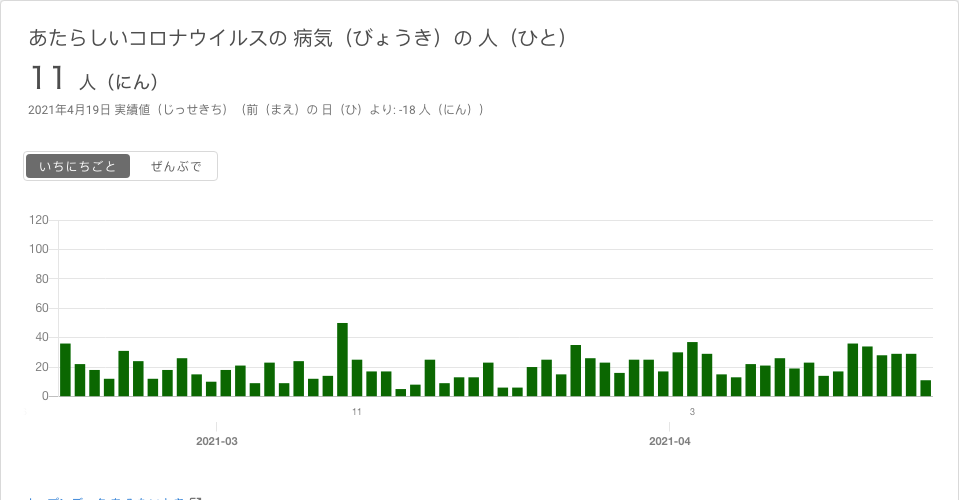 あたらしいコロナウイルスの 病気（びょうき）の 人（ひと）
11 人（にん）
2021年4月19日 実績値（じっせきち）（前（まえ）の 日（ひ）より: -18 人（にん））
いちにちごと ぜんぶで
120
100
80
60
40
20
0
11 3
2021-03 2021-04